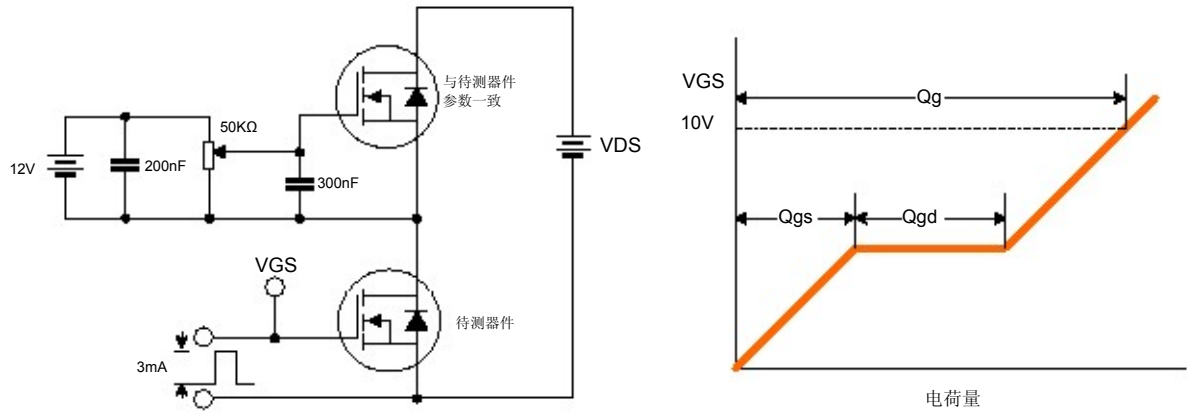 与待测器件
参数一致
50KΩ
12V
200nF
300nF
VDS
VGS
待测器件
3mA
VGS
Qg
10V
Qgs
Qgd
电荷量